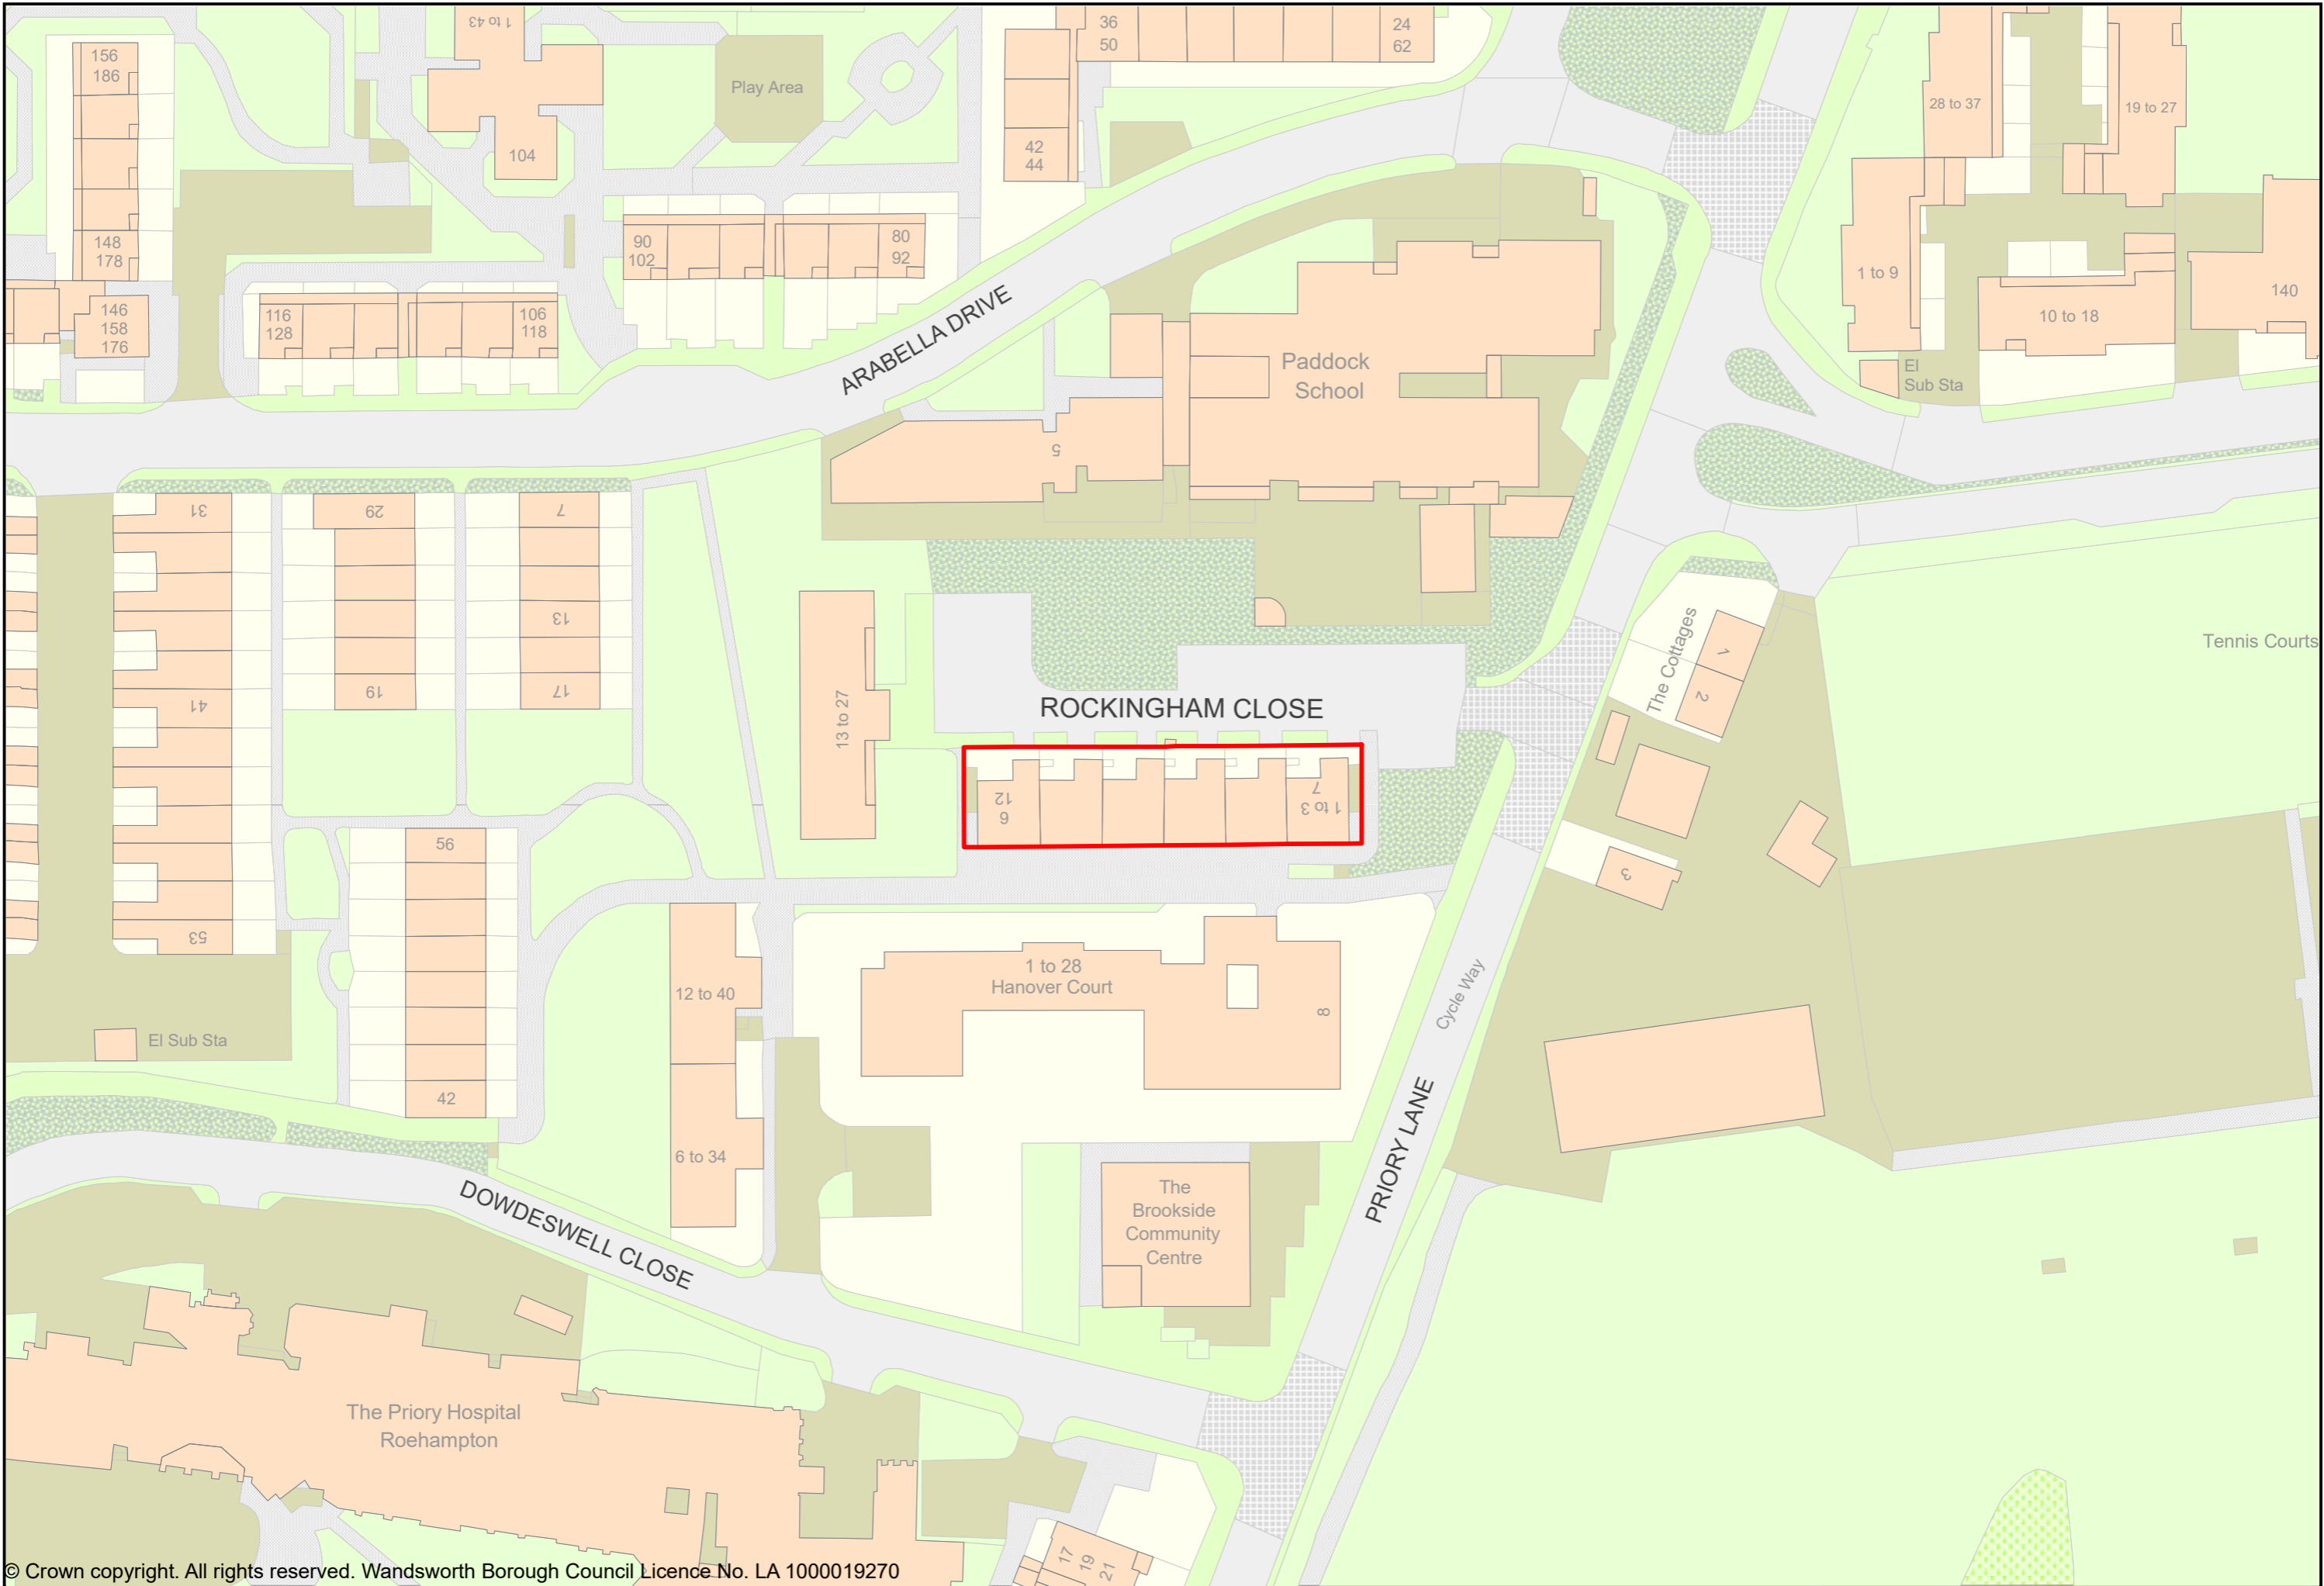 1 to 43
36
50
24
62
156
186
Play Area
28 to 37
19 to 27
104
42
44
148
178
90
102
80
92
1 to 9
140
146
158
176
116
128
106
118
10 to 18
ARABELLA DRIVE
Paddock
School
El
Sub Sta
5
31
29
7
13
19
17
41
The Cottages
1
2
Tennis Courts
13 to 27
ROCKINGHAM CLOSE
12
6
7
1 to 3
56
3
53
12 to 40
1 to 28
Hanover Court
8
Cycle Way
El Sub Sta
42
6 to 34
PRIORY LANE
The
Brookside
Community
Centre
DOWDESWELL CLOSE
The Priory Hospital
Roehampton
17
19
21
© Crown copyright. All rights reserved. Wandsworth Borough Council Licence No. LA 1000019270